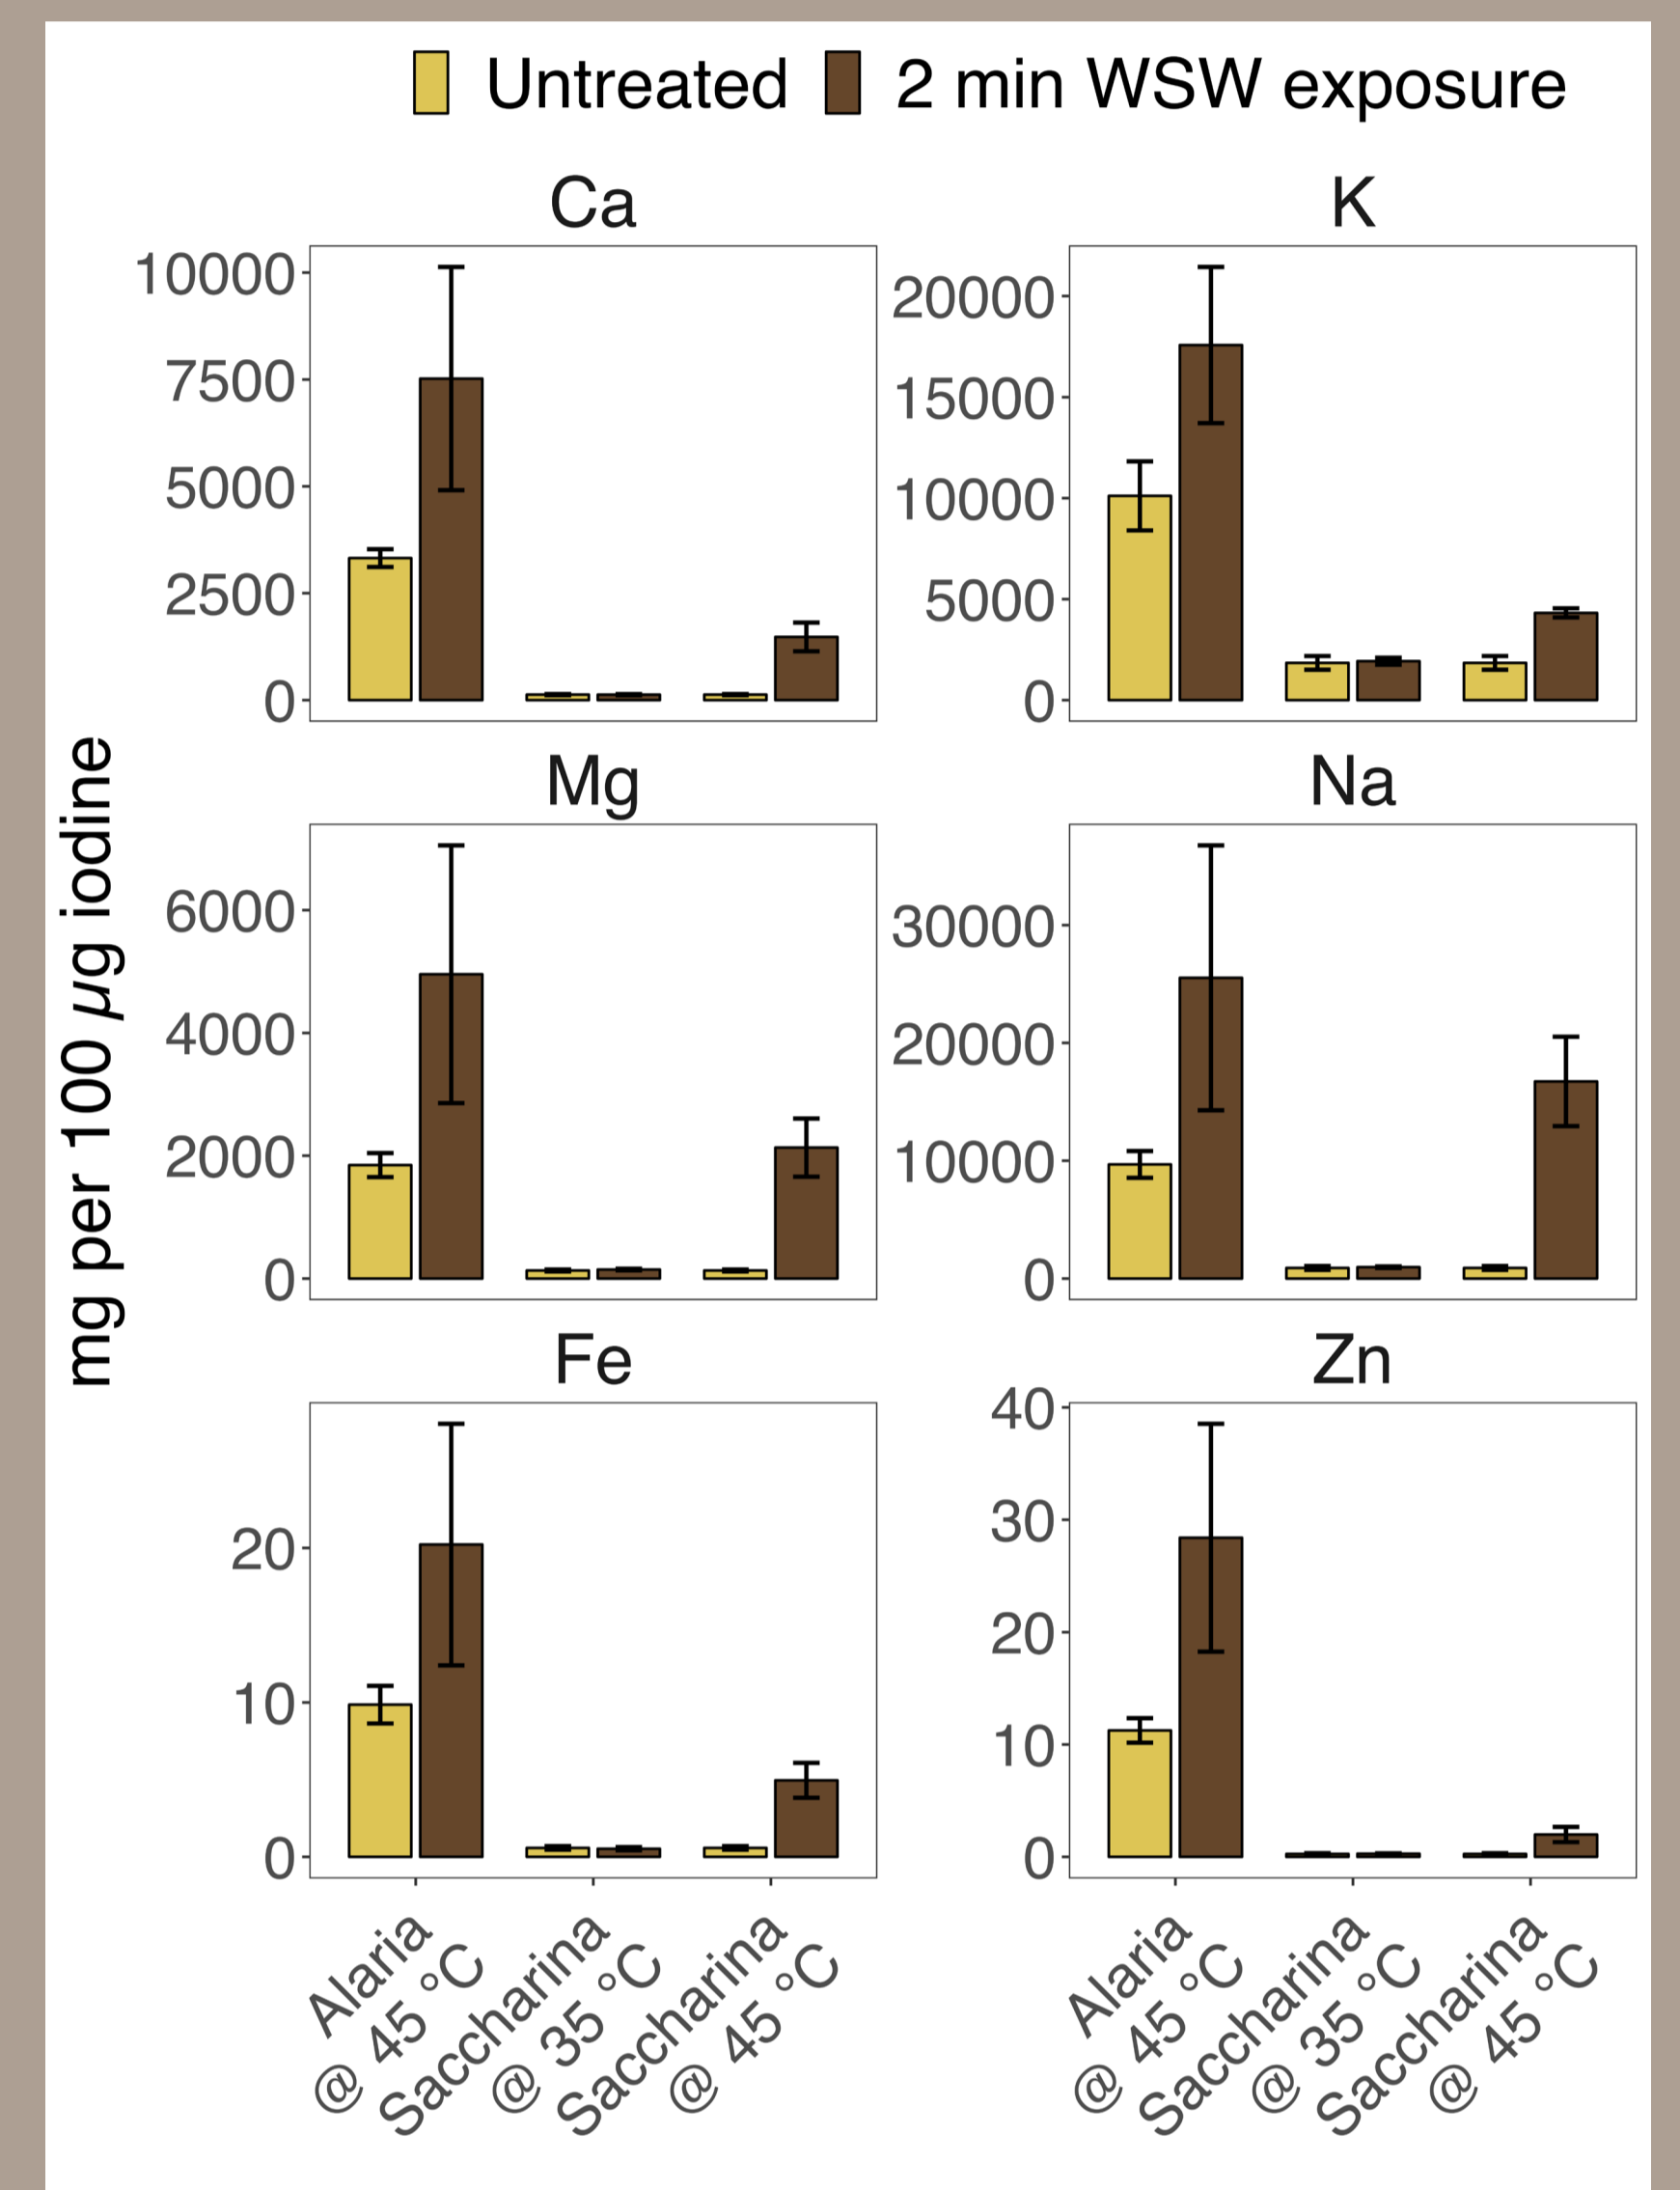 Untreated 2 min WSW exposure
Ca K
10000
7500
5000
2500
0
20000
15000
10000
5000
0
mg per 100 µg iodine
Mg Na
6000
4000
2000
0
30000
20000
10000
0
Fe Zn
20
10
0
40
30
20
10
0
Alaria
@ 45 °C
Saccharina
@ 35 °C
Saccharina
@ 45 °C
Alaria
@ 45 °C
Saccharina
@ 35 °C
Saccharina
@ 45 °C